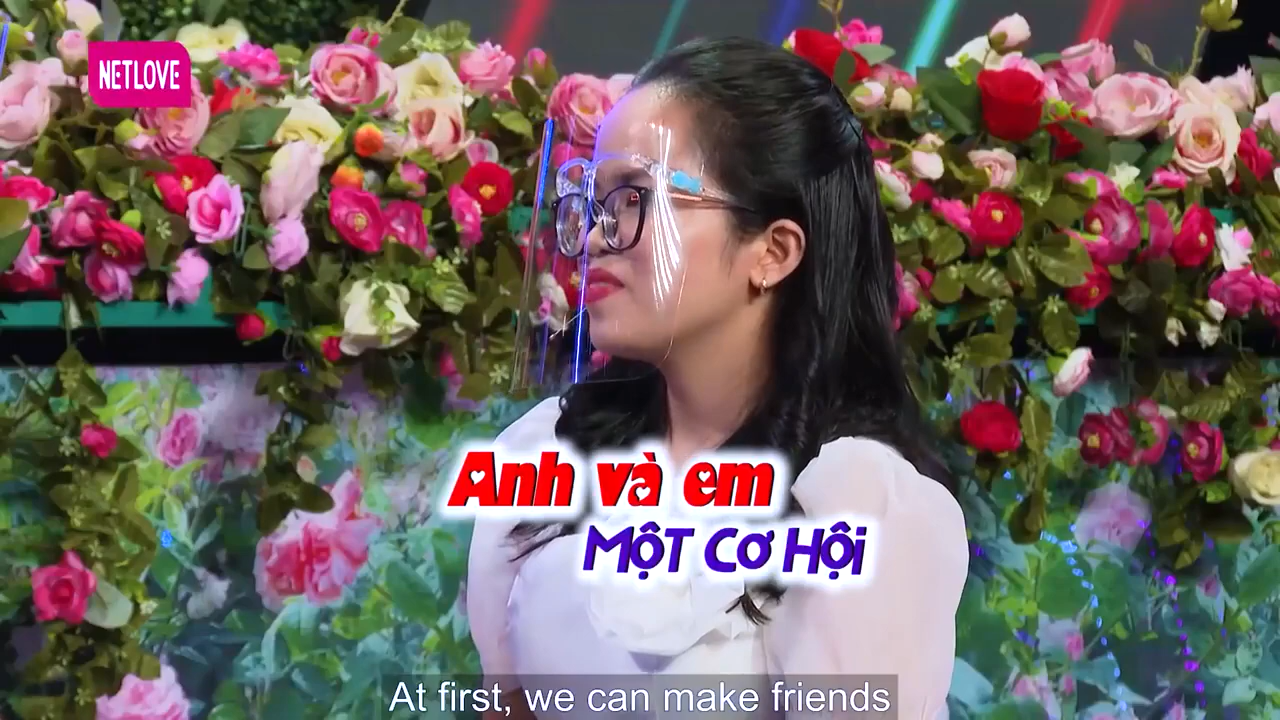 NETLOVE
Anh và em
MỘT CƠ HỘI
At first, we can make friends